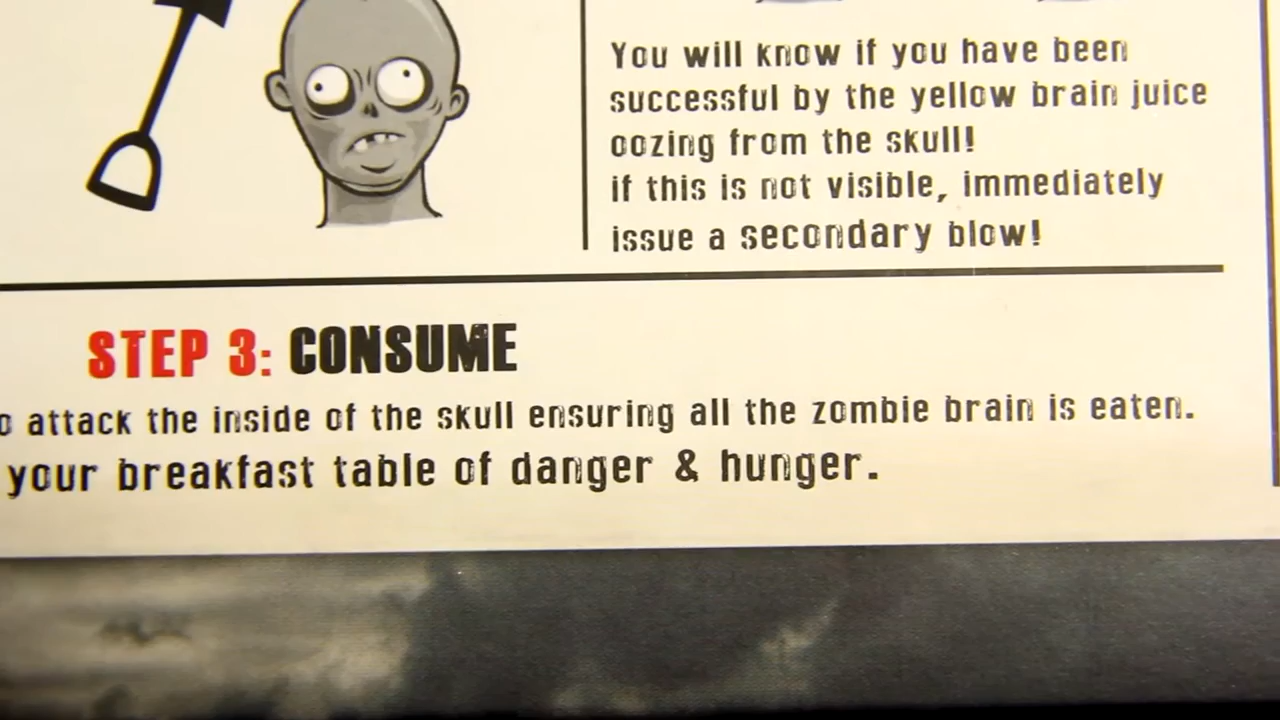 You will know if you have been
successful by the yellow brain juice
oozing from the skull!
if this is not visible, immediately
issue a secondary blow!
STEP 3: CONSUME
attack the inside of the skull ensuring all the zombie brain is eaten.
your breakfast table of danger & hunger.